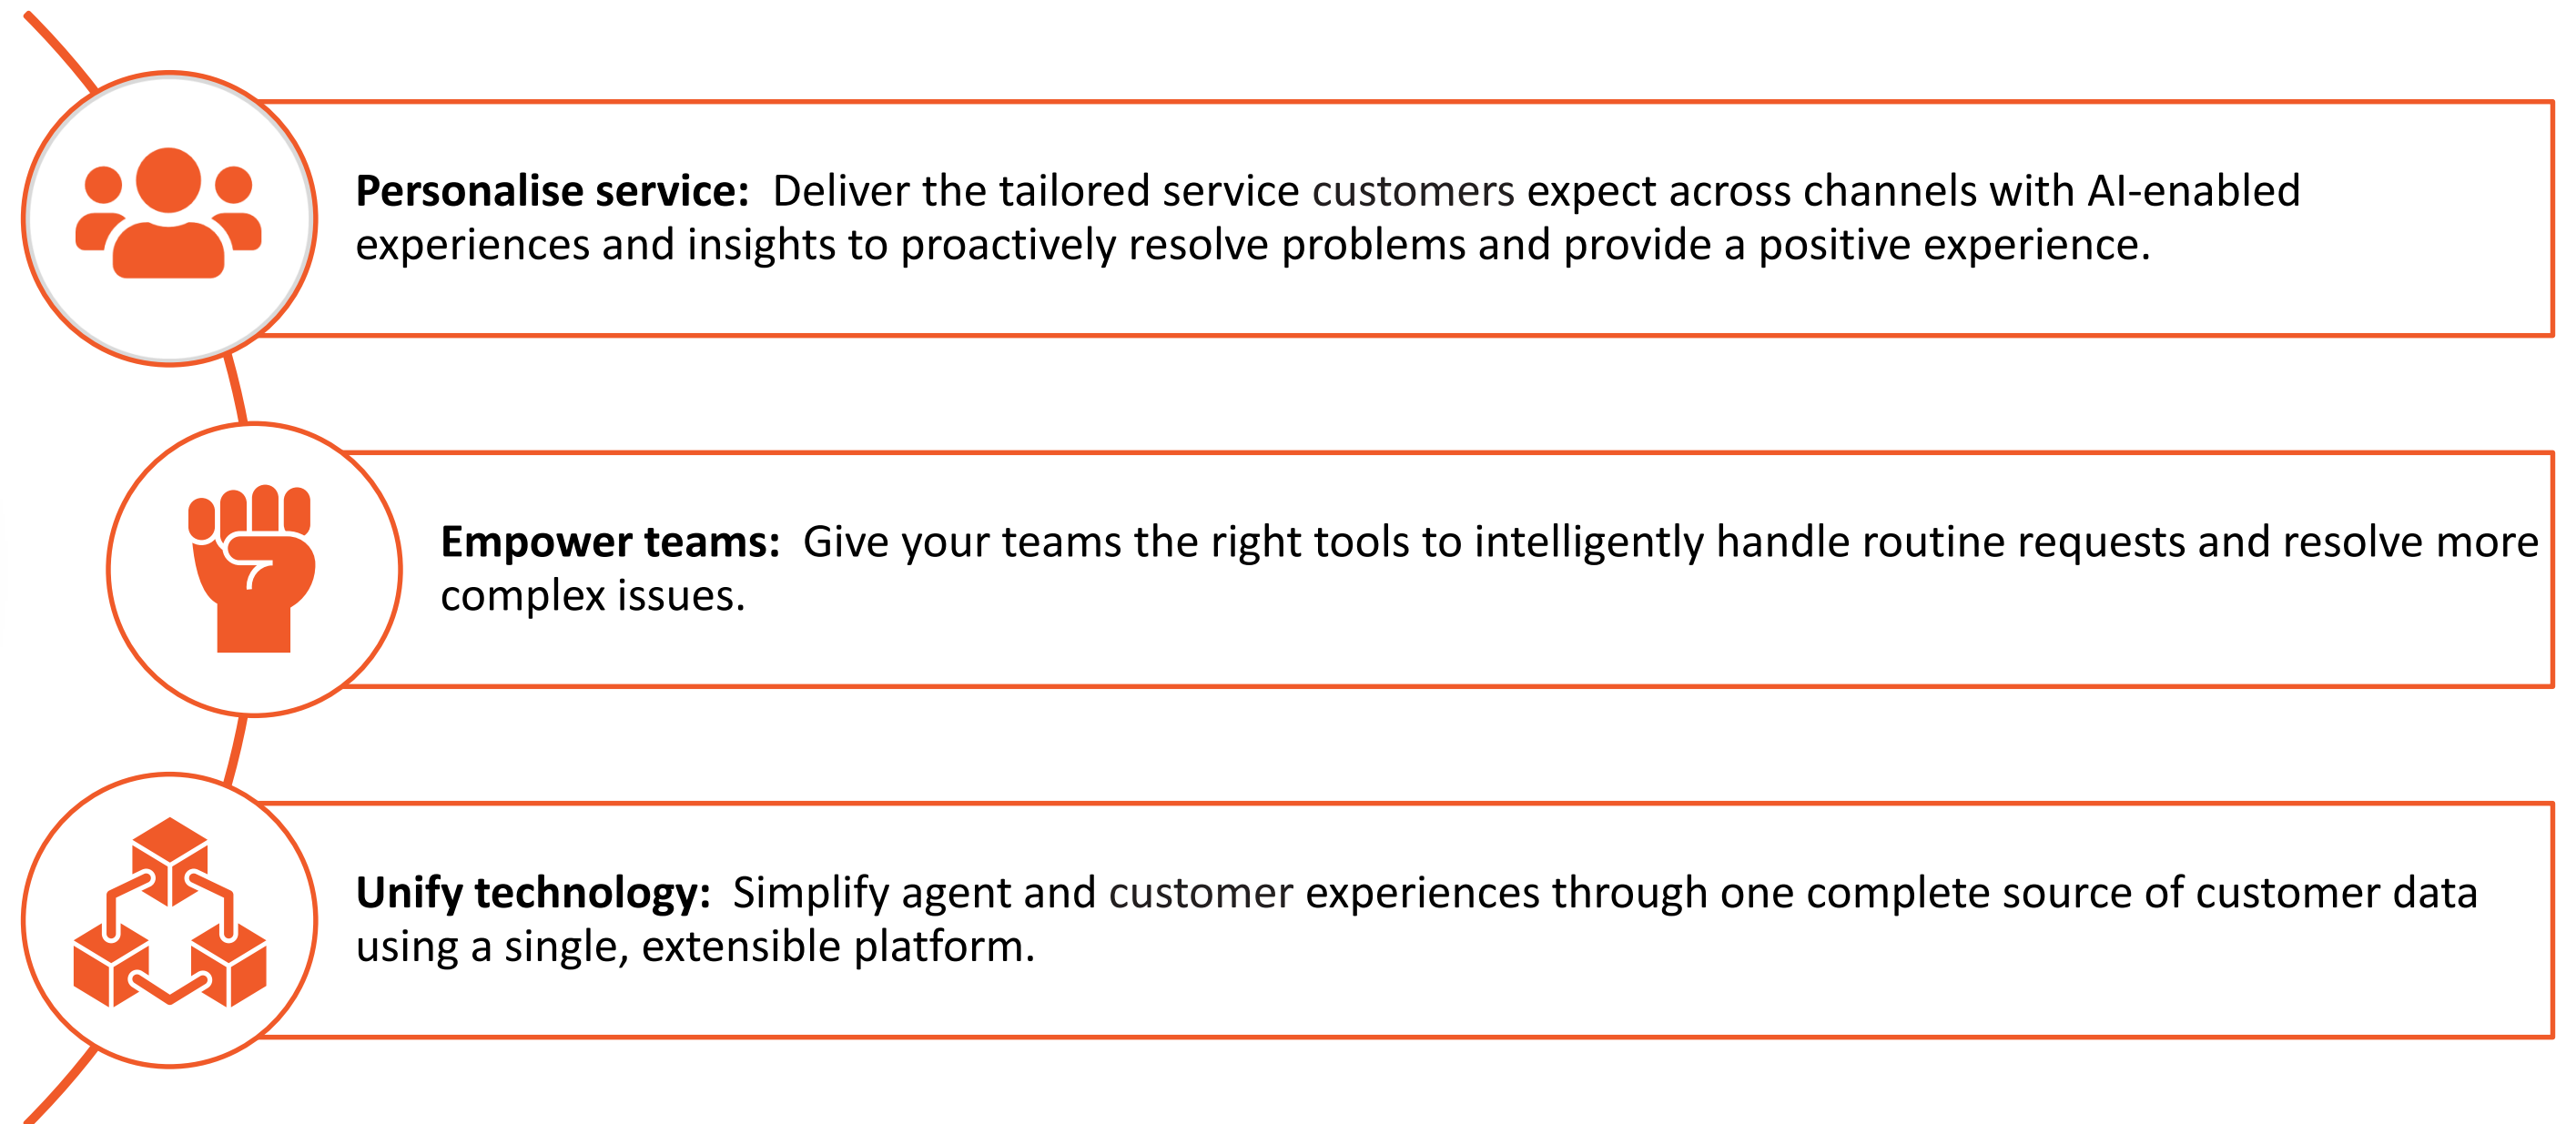 Personalise service:  Deliver the tailored service customers expect across channels with AI-enabled
experiences and insights to proactively resolve problems and provide a positive experience.
Empower teams:  Give your teams the right tools to intelligently handle routine requests and resolve more
complex issues.
Unify technology:  Simplify agent and customer experiences through one complete source of customer data
using a single, extensible platform.